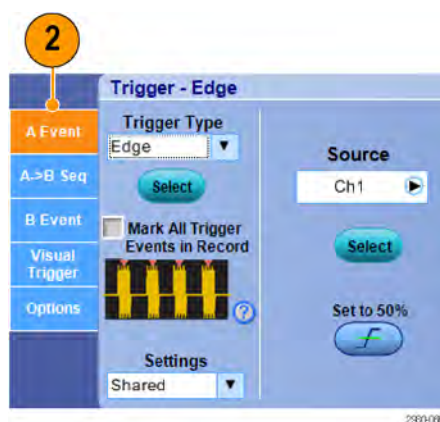 2
Trigger - Edge
A Event
A->B Seq
B Event
Visual
Trigger
Options
Trigger Type
Edge
Select
Mark All Trigger
Events in Record
?
Settings
Shared
Source
Ch1
Select
Set to 50%